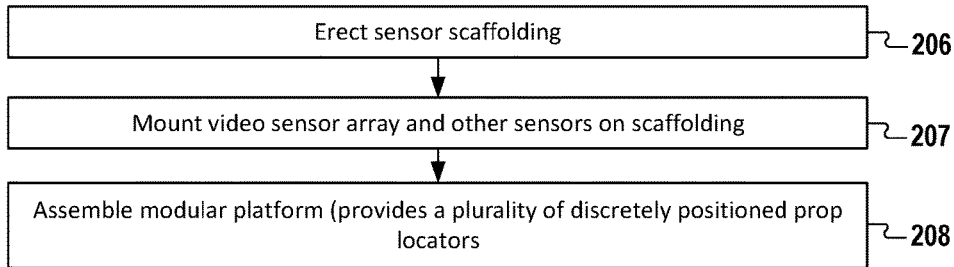 Erect sensor scaffolding
206
Mount video sensor array and other sensors on scaffolding
207
Assemble modular platform (provides a plurality of discretely positioned prop
locators
208